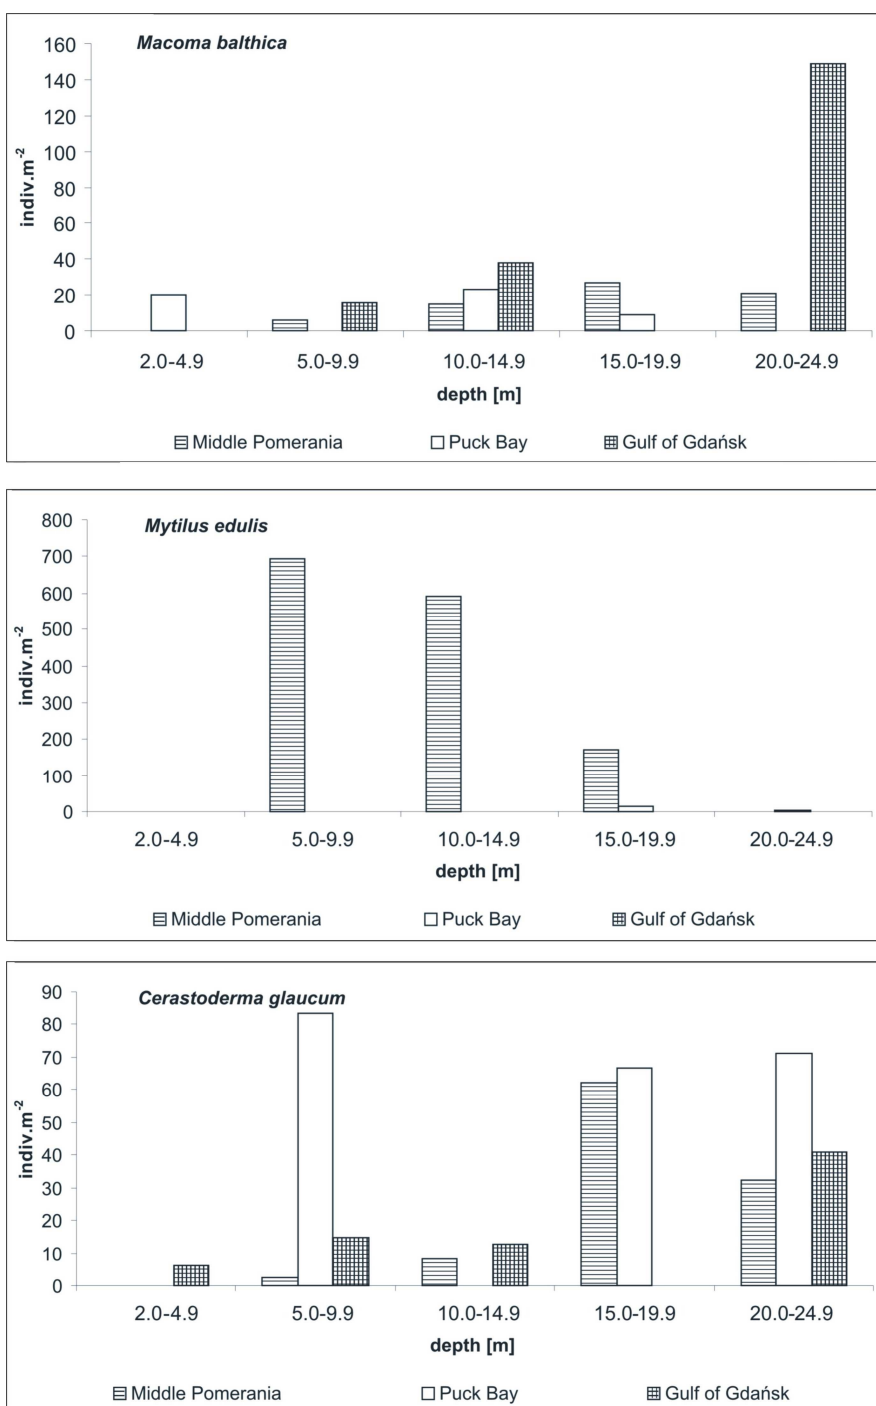 Macoma balthica
160
140
120
100
80
60
40
20
0
indiv.m-2
2.0-4.9 5.0-9.9 10.0-14.9 15.0-19.9 20.0-24.9
depth [m]
Middle Pomerania Puck Bay Gulf of Gdańsk
Mytilus edulis
800
700
600
500
400
300
200
100
0
indiv.m-2
2.0-4.9 5.0-9.9 10.0-14.9 15.0-19.9 20.0-24.9
depth [m]
Middle Pomerania Puck Bay Gulf of Gdańsk
Cerastoderma glaucum
90
80
70
60
50
40
30
20
10
0
indiv.m-2
2.0-4.9 5.0-9.9 10.0-14.9 15.0-19.9 20.0-24.9
depth [m]
Middle Pomerania Puck Bay Gulf of Gdańsk